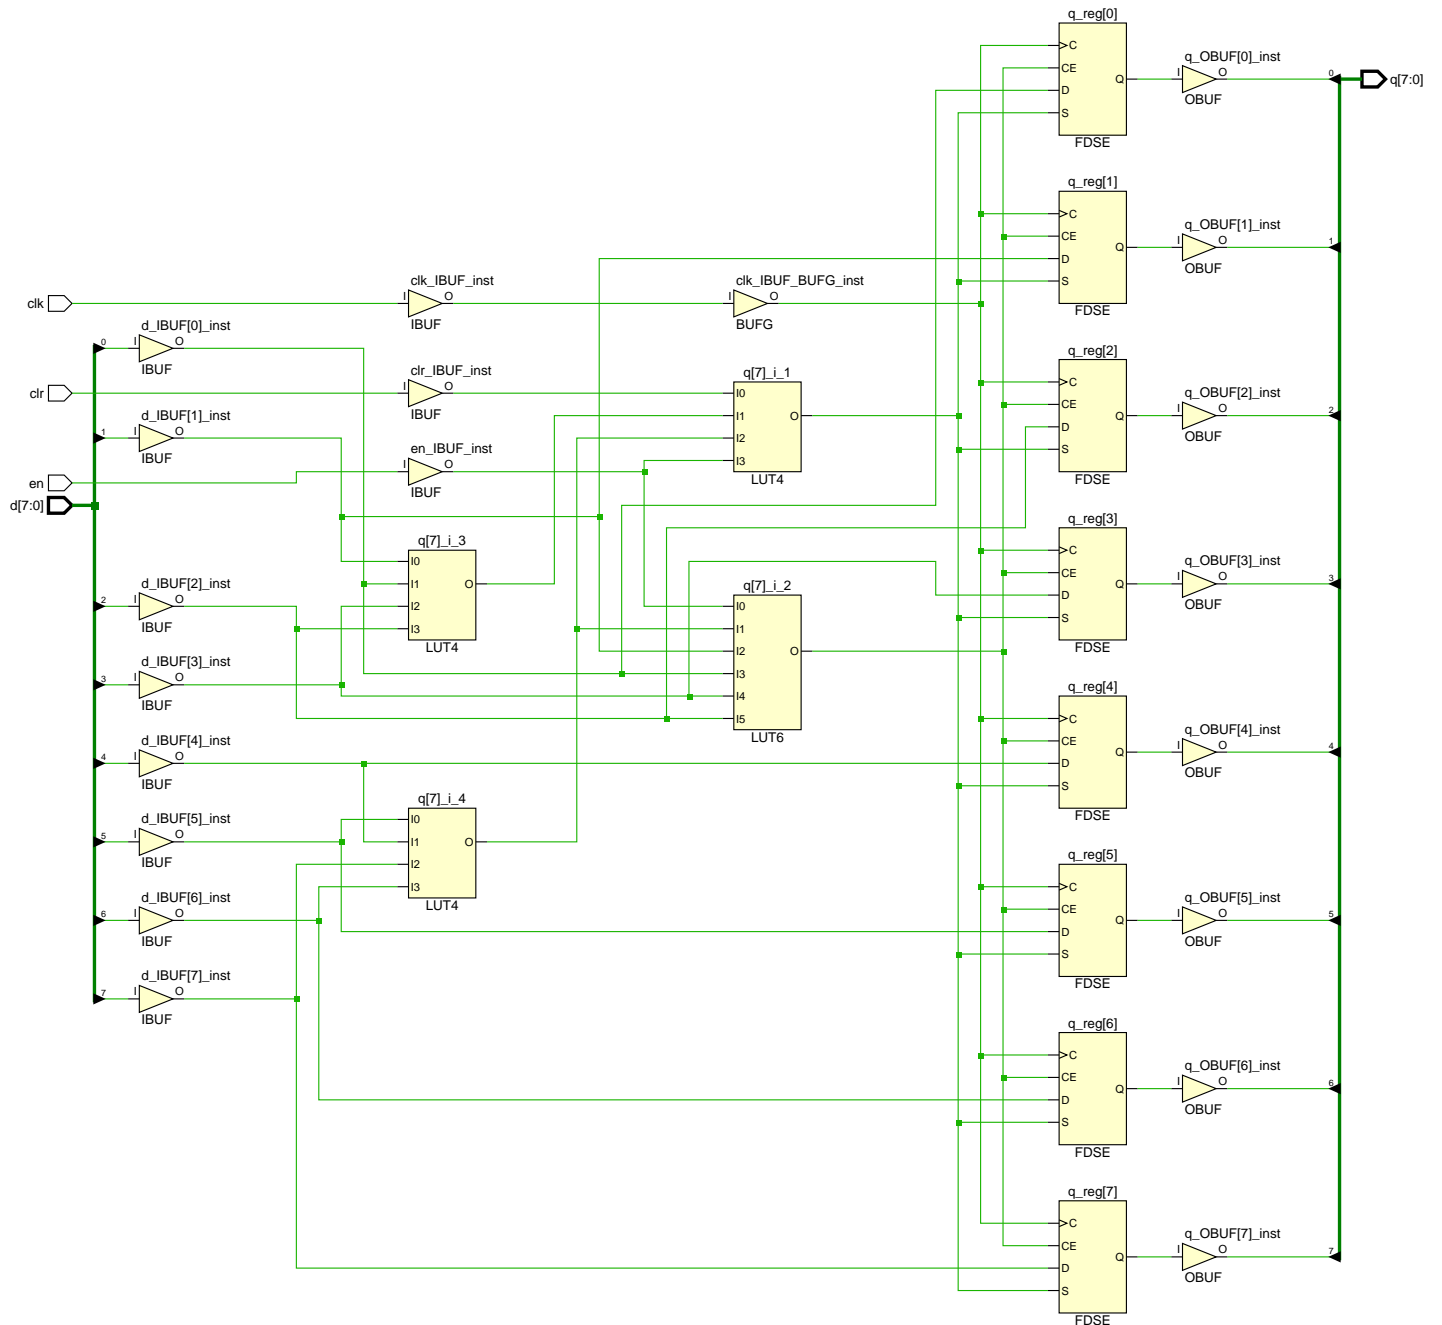 q_reg[0]
C
CE
D
S
Q
FDSE
q_OBUF[0]_inst
I
O
OBUF
0
q[7:0]
q_reg[1]
C
CE
D
S
Q
FDSE
q_OBUF[1]_inst
I
O
OBUF
1
clk
clk_IBUF_inst
I
O
IBUF
clk_IBUF_BUFG_inst
I
O
BUFG
0
d_IBUF[0]_inst
I
O
IBUF
clr
clr_IBUF_inst
I
O
IBUF
q[7]_i_1
I0
I1
I2
I3
O
LUT4
q_reg[2]
C
CE
D
S
Q
FDSE
q_OBUF[2]_inst
I
O
OBUF
2
1
d_IBUF[1]_inst
I
O
IBUF
en
en_IBUF_inst
I
O
IBUF
d[7:0]
q[7]_i_3
I0
I1
I2
I3
O
LUT4
q_reg[3]
C
CE
D
S
Q
FDSE
q_OBUF[3]_inst
I
O
OBUF
3
2
d_IBUF[2]_inst
I
O
IBUF
q[7]_i_2
I0
I1
I2
I3
I4
I5
O
LUT6
3
d_IBUF[3]_inst
I
O
IBUF
q_reg[4]
C
CE
D
S
Q
FDSE
q_OBUF[4]_inst
I
O
OBUF
4
4
d_IBUF[4]_inst
I
O
IBUF
q[7]_i_4
I0
I1
I2
I3
O
LUT4
5
d_IBUF[5]_inst
I
O
IBUF
q_reg[5]
C
CE
D
S
Q
FDSE
q_OBUF[5]_inst
I
O
OBUF
5
6
d_IBUF[6]_inst
I
O
IBUF
7
d_IBUF[7]_inst
I
O
IBUF
q_reg[6]
C
CE
D
S
Q
FDSE
q_OBUF[6]_inst
I
O
OBUF
6
q_reg[7]
C
CE
D
S
Q
FDSE
q_OBUF[7]_inst
I
O
OBUF
7